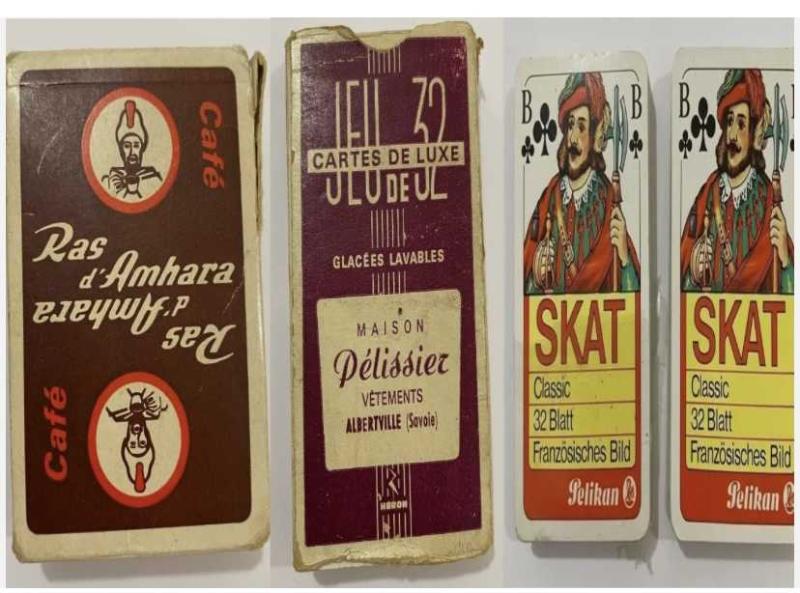 Café
Ras
d'Amhara
Ras
d'Amhara
Café
JEU 32
CARTES DE LUXE
DE
GLACÉES LAVABLES
MAISON
Pélissier
VÊTEMENTS
ALBERTVILLE (Savoie)
HERON
B B
SKAT
Classic
32 Blatt
Französisches Bild
Pelikan
B
SKAT
Classic
32 Blatt
Französisches Bild
Pelikan